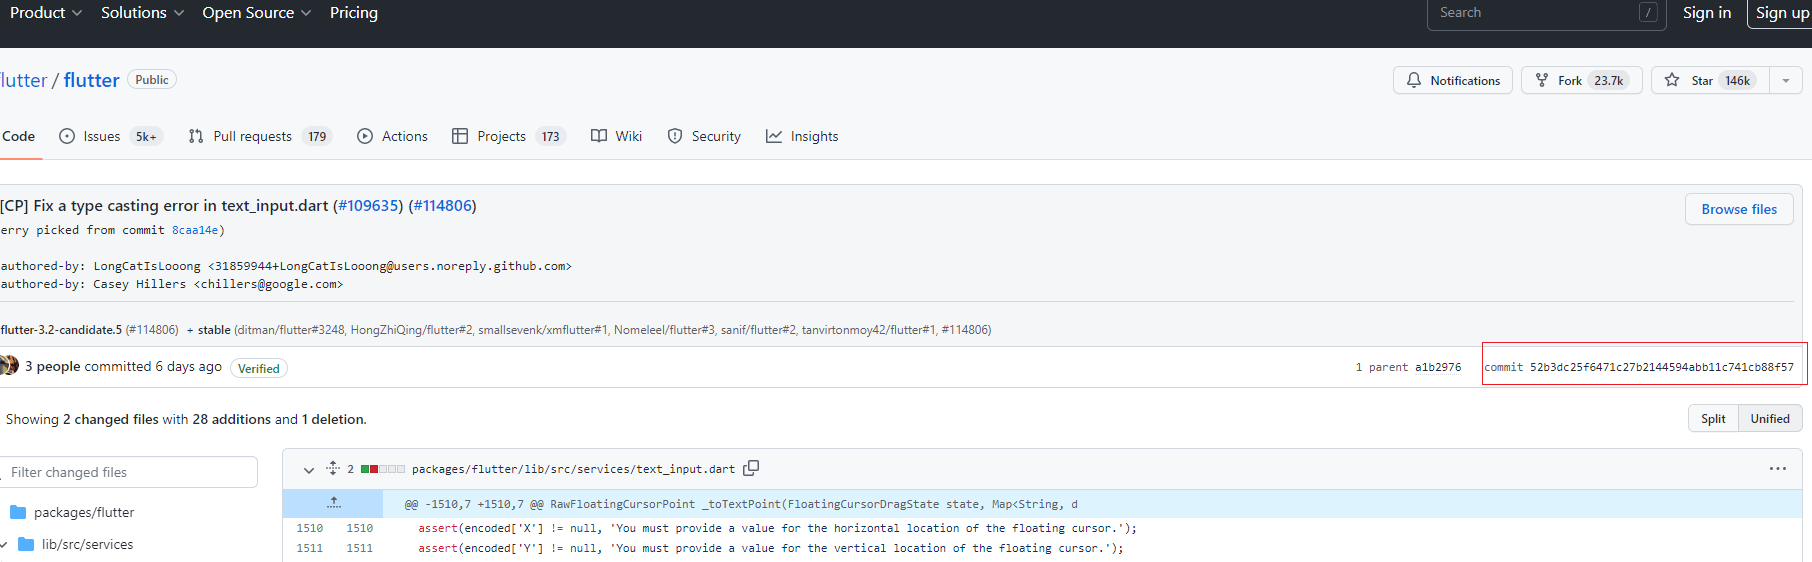 Product Solutions Open Source Pricing Search / Sign in Sign up
lutter / flutter Public Notifications Fork 23.7k Star 146k
Code Issues 5k+ Pull requests 179 Actions Projects 173 Wiki Security Insights
[CP] Fix a type casting error in text_input.dart (#109635) (#114806) Browse files
erry picked from commit 8caa14e)
authored-by: LongCatIsLooong <31859944+LongCatIsLooong@users.noreply.github.com>
authored-by: Casey Hillers <chillers@google.com>
flutter-3.2-candidate.5 (#114806) + stable (ditman/flutter#3248, HongZhiQing/flutter#2, smallsevenk/xmflutter#1, Nomeleel/flutter#3, sanif/flutter#2, tanvirtonmoy42/flutter#1, #114806)
3 people committed 6 days ago Verified 1 parent a1b2976 commit 52b3dc25f6471c27b2144594abb11c741cb88f57
Showing 2 changed files with 28 additions and 1 deletion. Split Unified
Filter changed files
2 packages/flutter/lib/src/services/text_input.dart
@@ -1510,7 +1510,7 @@ RawFloatingCursorPoint _toTextPoint(FloatingCursorDragState state, Map<String, d
packages/flutter
1510 1510 assert(encoded['X'] != null, 'You must provide a value for the horizontal location of the floating cursor.');
lib/src/services
1511 1511 assert(encoded['Y'] != null, 'You must provide a value for the vertical location of the floating cursor.');